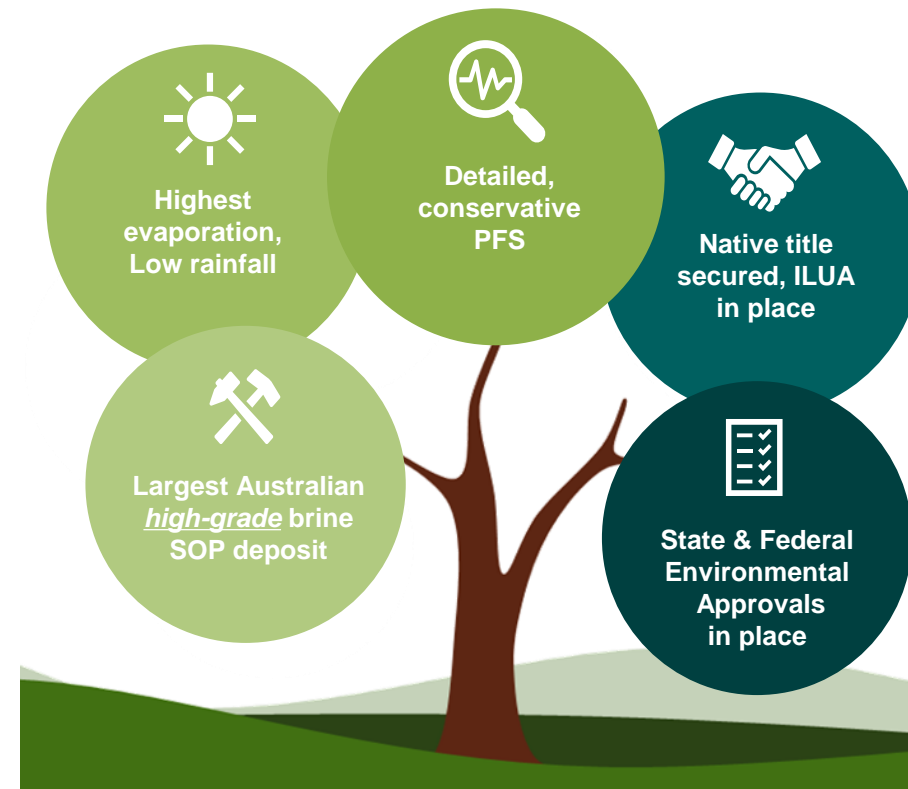 Highest
evaporation,
Low rainfall
Detailed,
conservative
PFS
Native title
secured, ILUA
in place
Largest Australian
high-grade brine
SOP deposit
State & Federal
Environmental
Approvals
in place